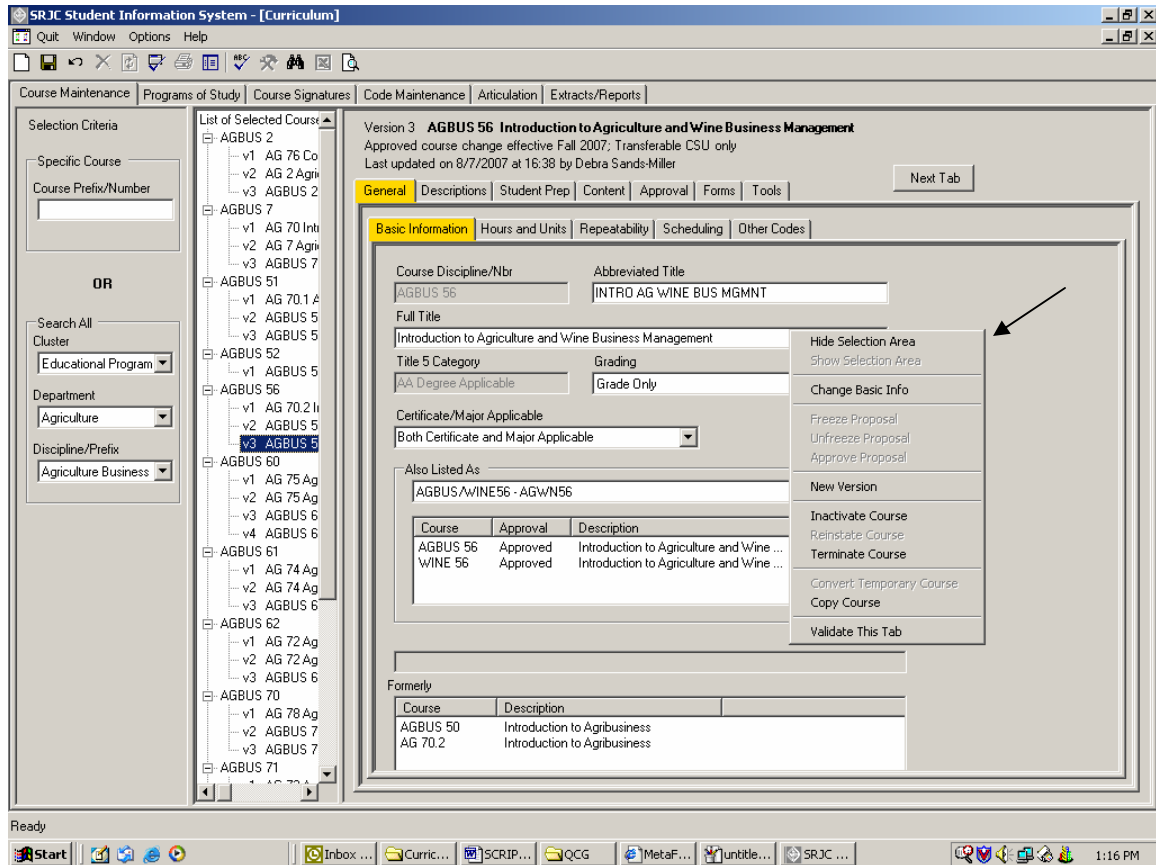 SRJC Student Information System - [Curriculum]
Quit Window Options Help
ABC
Course Maintenance Programs of Study Course Signatures Code Maintenance Articulation Extracts/Reports
Selection Criteria
Specific Course
Course Prefix/Number
OR
Search All
Cluster
Educational Program
Department
Agriculture
Discipline/Prefix
Agriculture Business
List of Selected Course
AGBUS 2
v1 AG 76 Co
v2 AG 2 Agri
v3 AGBUS 2
AGBUS 7
v1 AG 70 Intr
v2 AG 7 Agri
v3 AGBUS 7
AGBUS 51
v1 AG 70.1 A
v2 AGBUS 5
v3 AGBUS 5
AGBUS 52
v1 AGBUS 5
AGBUS 56
v1 AG 70.2 I
v2 AGBUS 5
v3 AGBUS 5
AGBUS 60
v1 AG 75 Ag
v2 AG 75 Ag
v3 AGBUS 6
v4 AGBUS 6
AGBUS 61
v1 AG 74 Ag
v2 AG 74 Ag
v3 AGBUS 6
AGBUS 62
v1 AG 72 Ag
v2 AG 72 Ag
v3 AGBUS 6
AGBUS 70
v1 AG 78 Ag
v2 AGBUS 7
v3 AGBUS 7
AGBUS 71
Version 3 AGBUS 56 Introduction to Agriculture and Wine Business Management
Approved course change effective Fall 2007; Transferable CSU only
Last updated on 8/7/2007 at 16:38 by Debra Sands-Miller
Next Tab
General Descriptions Student Prep Content Approval Forms Tools
Basic Information Hours and Units Repeatability Scheduling Other Codes
Course Discipline/Nbr Abbreviated Title
AGBUS 56 INTRO AG WINE BUS MGMNT
Full Title
Introduction to Agriculture and Wine Business Management
Title 5 Category Grading
AA Degree Applicable Grade Only
Certificate/Major Applicable
Both Certificate and Major Applicable
Also Listed As
AGBUS/WINE56 - AGWN56
Course Approval Description
AGBUS 56 Approved Introduction to Agriculture and Wine ...
WINE 56 Approved Introduction to Agriculture and Wine ...
Formerly
Course Description
AGBUS 50 Introduction to Agribusiness
AG 70.2 Introduction to Agribusiness
Hide Selection Area
Show Selection Area
Change Basic Info
Freeze Proposal
Unfreeze Proposal
Approve Proposal
New Version
Inactivate Course
Reinstate Course
Terminate Course
Convert Temporary Course
Copy Course
Validate This Tab
Ready
Start Inbox ... Curric... SCRIP... QCG MetaF... untitle... SRJC ... 1:16 PM